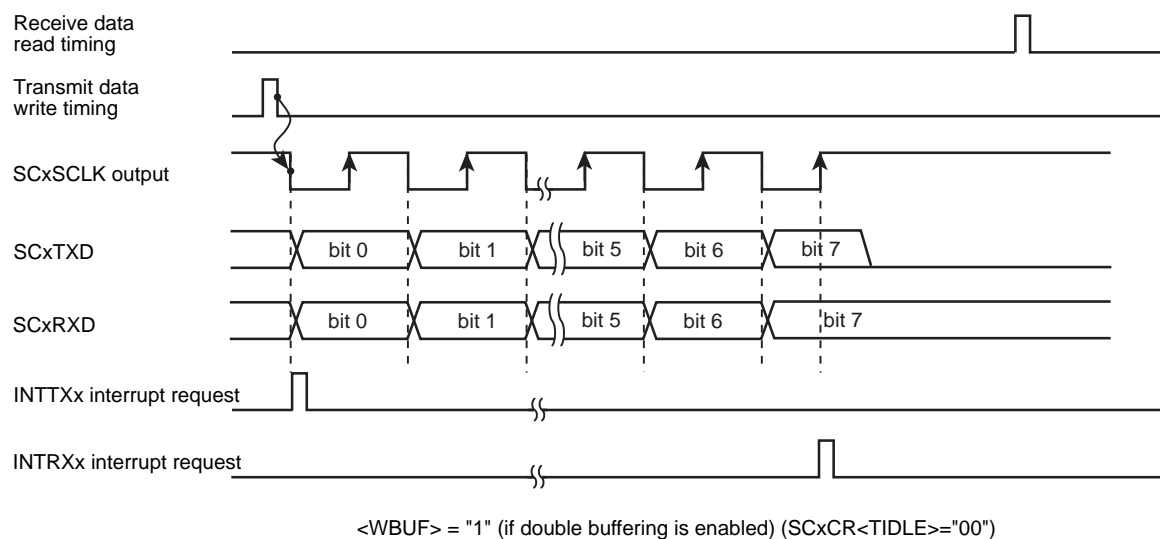 Receive data
read timing
Transmit data
write timing
SCxSCLK output
SCxTXD
bit 0
bit 1
bit 5
bit 6
bit 7
SCxRXD
bit 0
bit 1
bit 5
bit 6
bit 7
INTTXx interrupt request
INTRXx interrupt request
<WBUF> = "1" (if double buffering is enabled) (SCxCR<TIDLE>="00")